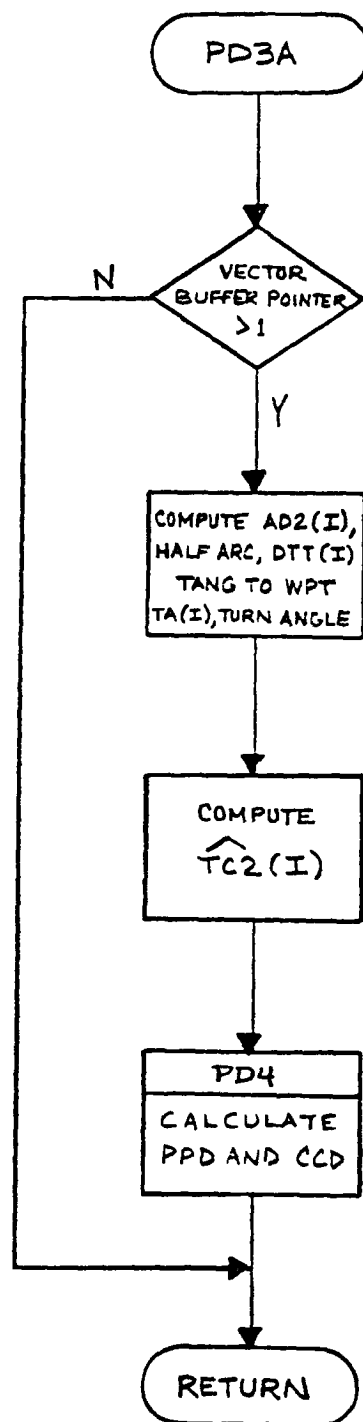 PD3A
N
VECTOR
BUFFER POINTER
>1
Y
COMPUTE AD2(I),
HALF ARC, DTT(I)
TANG TO WPT
TA(I), TURN ANGLE
COMPUTE
T̂C2(I)
PD4
CALCULATE
PPD AND CCD
RETURN